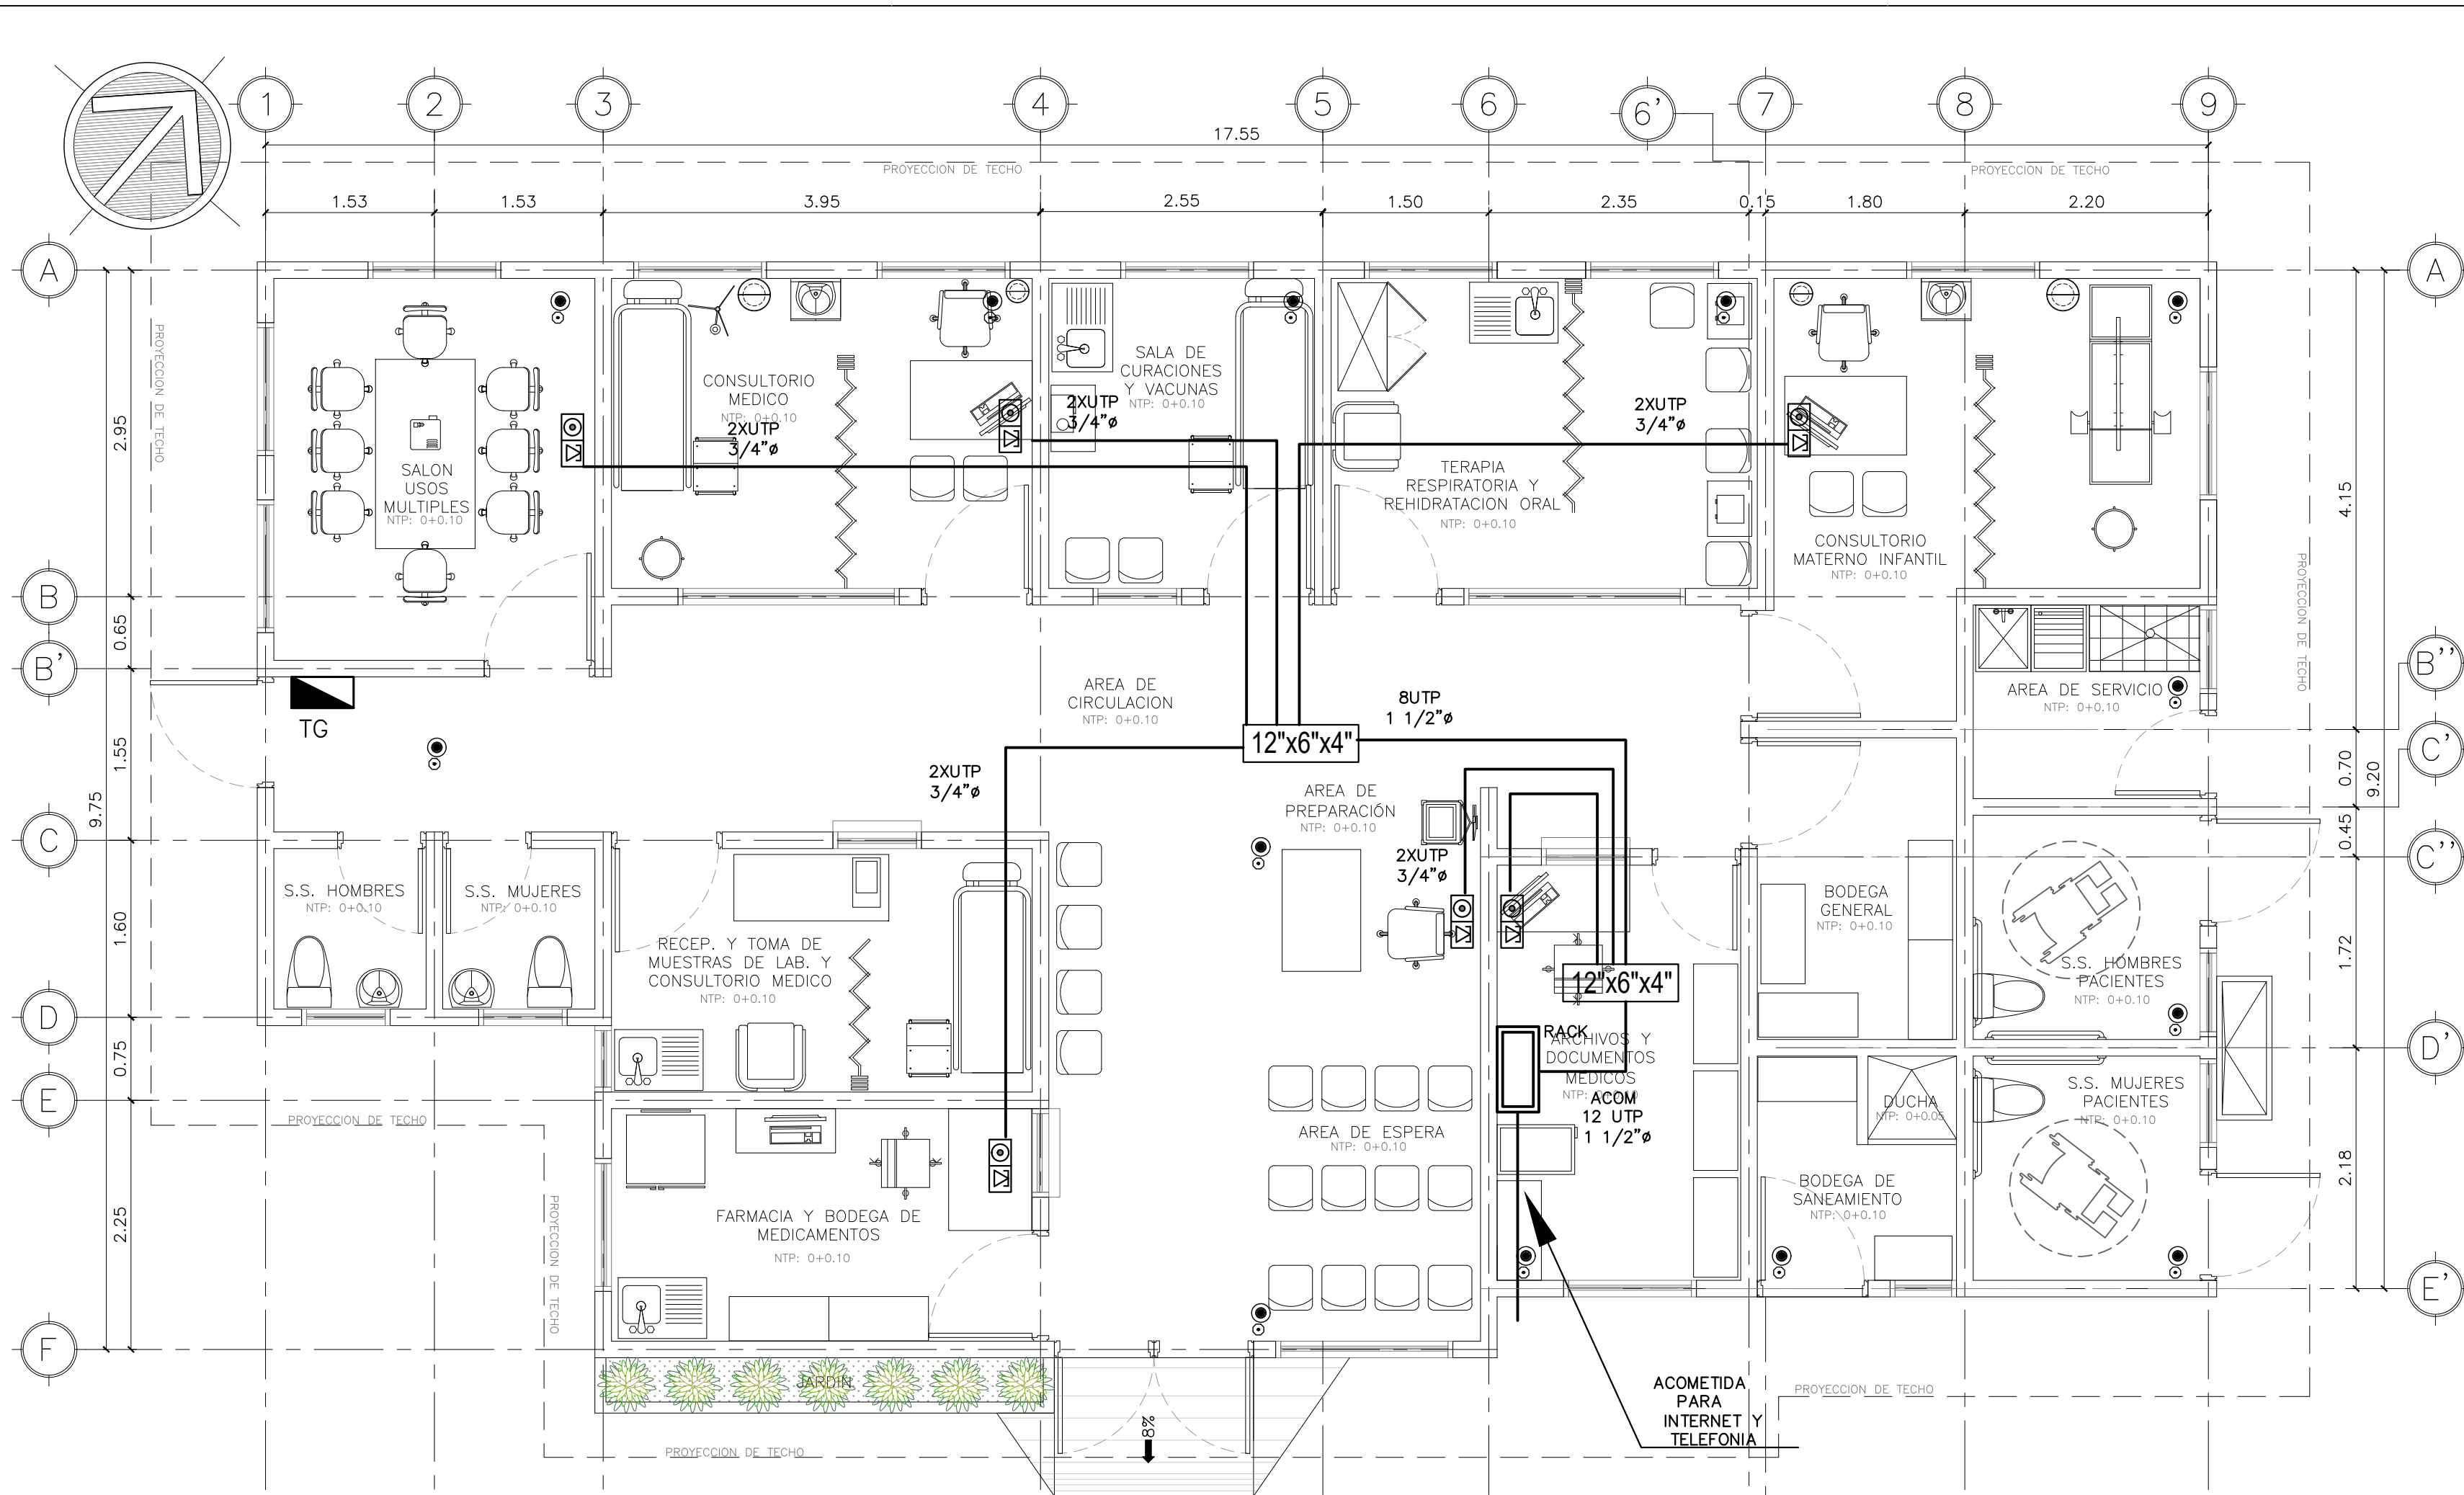 1
2
3
4
5
6
6'
7
8
9
17.55
PROYECCION DE TECHO
PROYECCION DE TECHO
1.53
1.53
3.95
2.55
1.50
2.35
0.15
1.80
2.20
A
B
B'
C
D
E
F
A
B''
C'
C''
D'
E'
2.95
0.65
1.55
9.75
1.60
0.75
2.25
4.15
0.70
9.20
0.45
1.72
2.18
PROYECCION DE TECHO
PROYECCION DE TECHO
SALON
USOS
MULTIPLES
NTP: 0+0.10
CONSULTORIO
MEDICO
NTP: 0+0.10
2XUTP
3/4"ø
SALA DE
CURACIONES
Y VACUNAS
NTP: 0+0.10
2XUTP
3/4"ø
TERAPIA
RESPIRATORIA Y
REHIDRATACION ORAL
NTP: 0+0.10
2XUTP
3/4"ø
CONSULTORIO
MATERNO INFANTIL
NTP: 0+0.10
TG
AREA DE
CIRCULACION
NTP: 0+0.10
8UTP
1 1/2"ø
12"x6"x4"
2XUTP
3/4"ø
AREA DE SERVICIO
NTP: 0+0.10
AREA DE
PREPARACIÓN
NTP: 0+0.10
2XUTP
3/4"ø
S.S. HOMBRES
NTP: 0+0.10
S.S. MUJERES
NTP: 0+0.10
RECEP. Y TOMA DE
MUESTRAS DE LAB. Y
CONSULTORIO MEDICO
NTP: 0+0.10
BODEGA
GENERAL
NTP: 0+0.10
S.S. HOMBRES
PACIENTES
NTP: 0+0.10
12"x6"x4"
RACK
ARCHIVOS Y
DOCUMENTOS
MEDICOS
NTP: 0+0.10
ACOM
12 UTP
1 1/2"ø
DUCHA
NTP: 0+0.05
S.S. MUJERES
PACIENTES
NTP: 0+0.10
AREA DE ESPERA
NTP: 0+0.10
PROYECCION DE TECHO
PROYECCION DE TECHO
FARMACIA Y BODEGA DE
MEDICAMENTOS
NTP: 0+0.10
BODEGA DE
SANEAMIENTO
NTP: 0+0.10
JARDIN
8%
ACOMETIDA
PARA
INTERNET Y
TELEFONIA
PROYECCION DE TECHO
PROYECCION DE TECHO